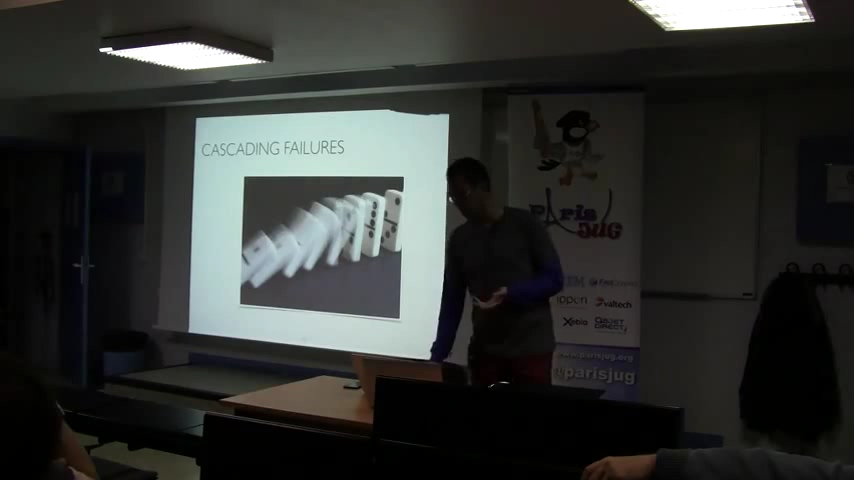 CASCADING FAILURES
Paris
JUG
IBM
ippon
valtech
Xebia
OBJET
DIRECT
www.parisjug.org
@parisjug